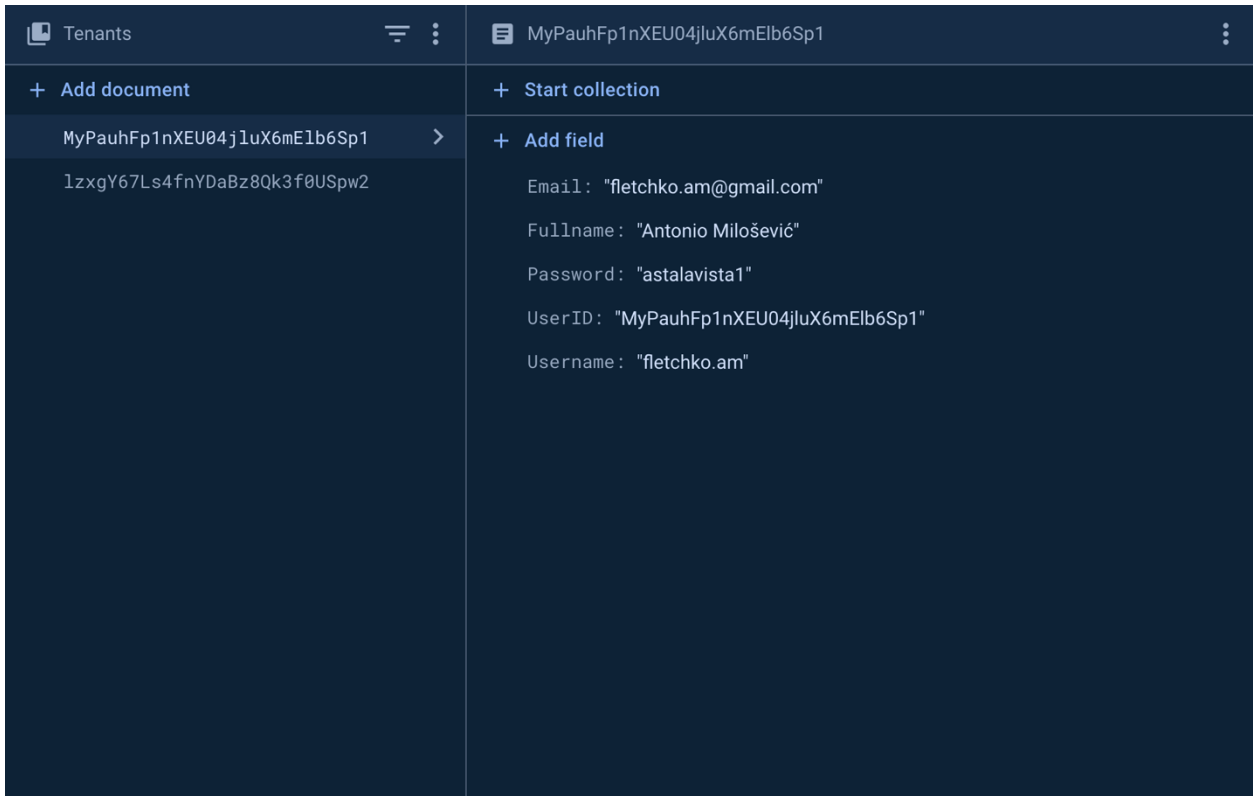 Tenants
Add document
MyPauhFp1nXEU04jluX6mElb6Sp1
lzxgY67Ls4fnYDaBz8Qk3f0USpw2
MyPauhFp1nXEU04jluX6mElb6Sp1
Start collection
Add field
Email: "fletchko.am@gmail.com"
Fullname: "Antonio Milošević"
Password: "astalavista1"
UserID: "MyPauhFp1nXEU04jluX6mElb6Sp1"
Username: "fletchko.am"